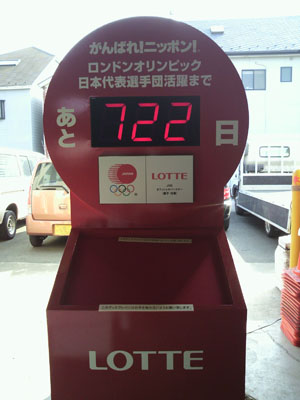 がんばれ!ニッポン!
ロンドンオリンピック
日本代表選手団活躍まで
あと 722 日
JAPAN
LOTTE
LOTTE